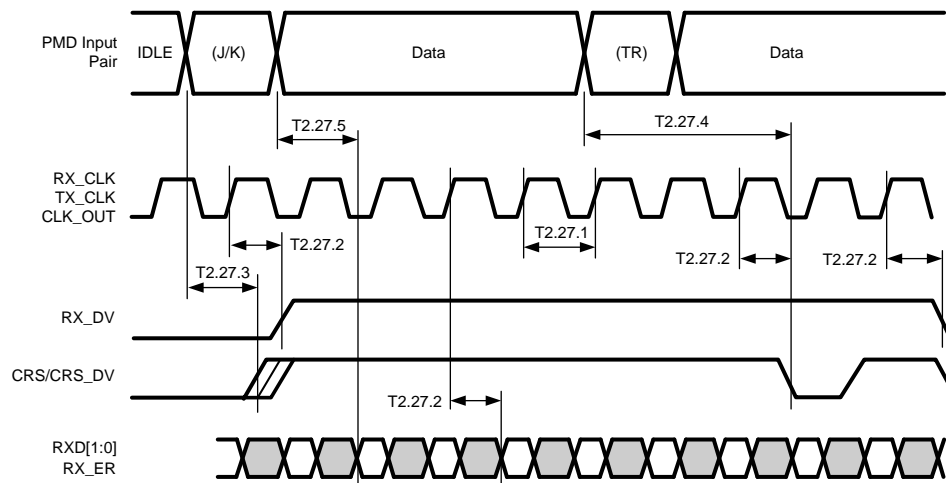 PMD Input
Pair
IDLE
(J/K)
Data
(TR)
Data
T2.27.5
T2.27.4
RX_CLK
TX_CLK
CLK_OUT
T2.27.2
T2.27.1
T2.27.2
T2.27.2
T2.27.3
RX_DV
CRS/CRS_DV
T2.27.2
RXD[1:0]
RX_ER